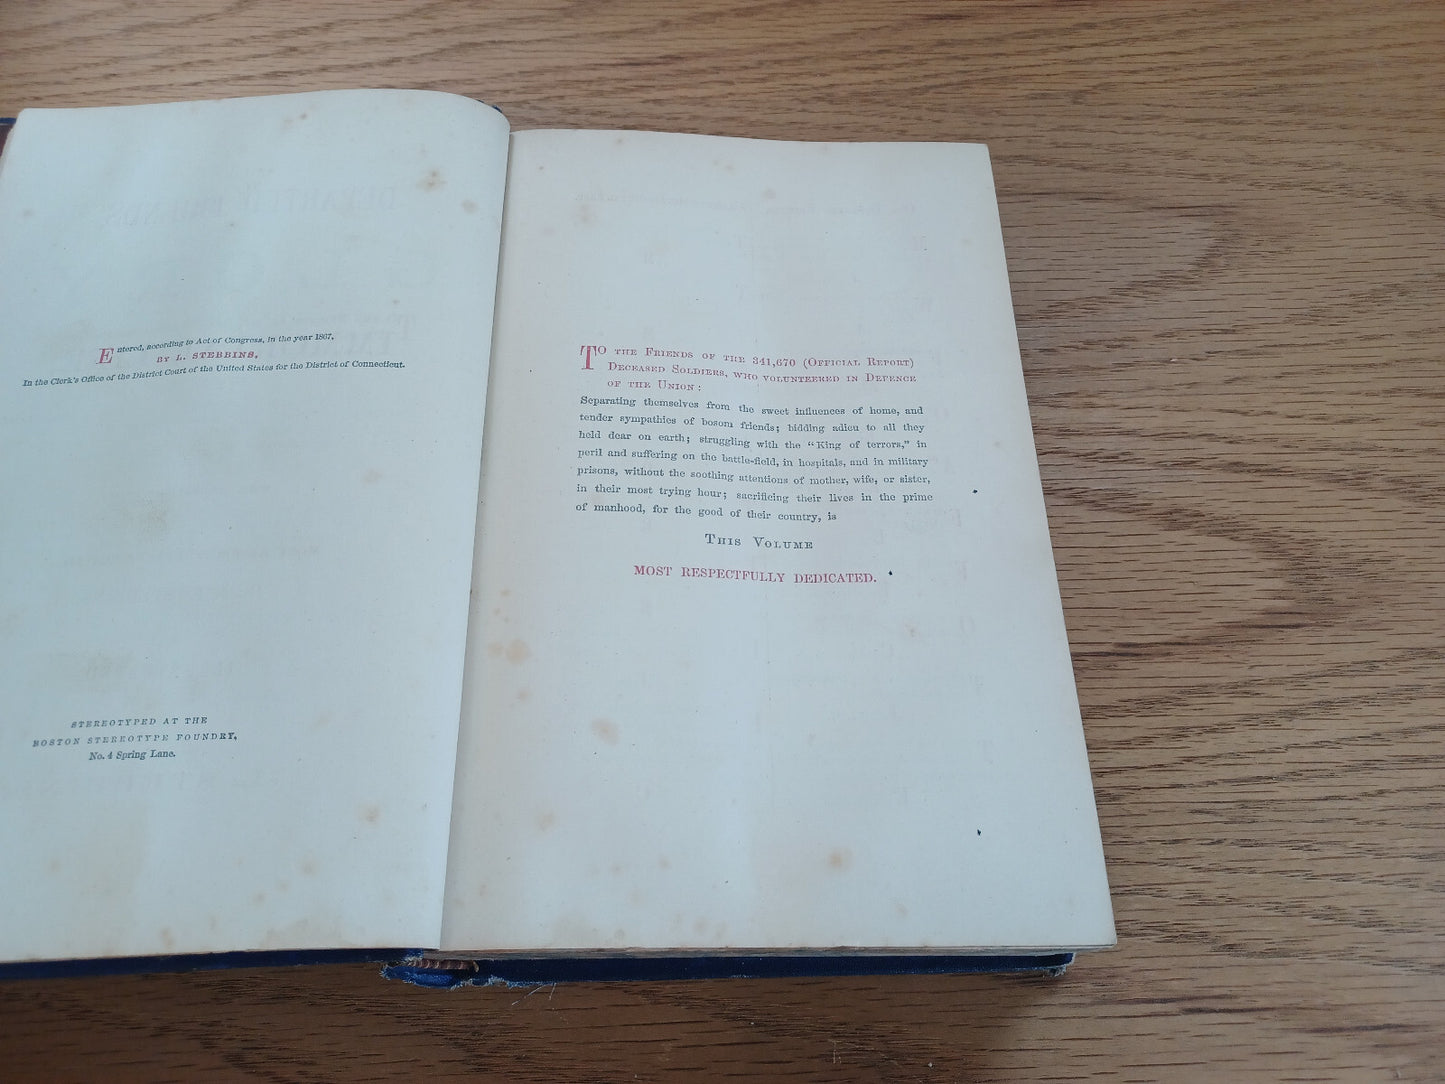 Entered, according to Act of Congress, in the year 1867,
BY L. STEBBINS,
In the Clerk's Office of the District Court of the United States for the District of Connecticut.
STEREOTYPED AT THE
BOSTON STEREOTYPE FOUNDRY,
No. 4 Spring Lane.
TO THE FRIENDS OF THE 341,670 (OFFICIAL REPORT)
DECEASED SOLDIERS, WHO VOLUNTEERED IN DEFENCE
OF THE UNION;
Separating themselves from the sweet influences of home, and
tender sympathies of bosom friends; bidding adieu to all they
held dear on earth; struggling with the "King of terrors," in
peril and suffering on the battle-field, in hospitals, and in military
prisons, without the soothing attentions of mother, wife, or sister,
in their most trying hour; sacrificing their lives in the prime
of manhood, for the good of their country, is
THIS VOLUME
MOST RESPECTFULLY DEDICATED.